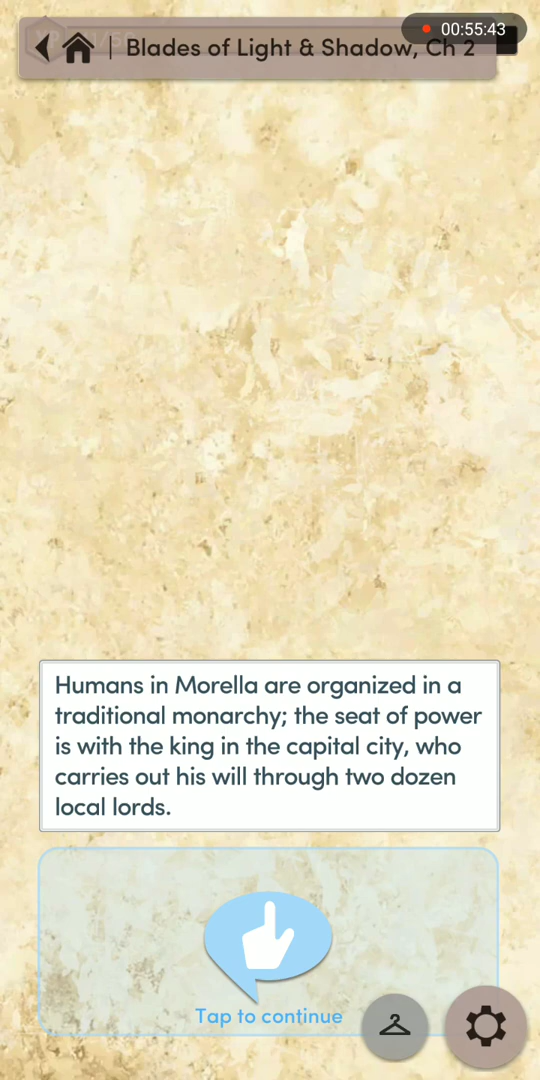 00:55:43
| Blades of Light & Shadow, Ch 2
Humans in Morella are organized in a
traditional monarchy; the seat of power
is with the king in the capital city, who
carries out his will through two dozen
local lords.
Tap to continue